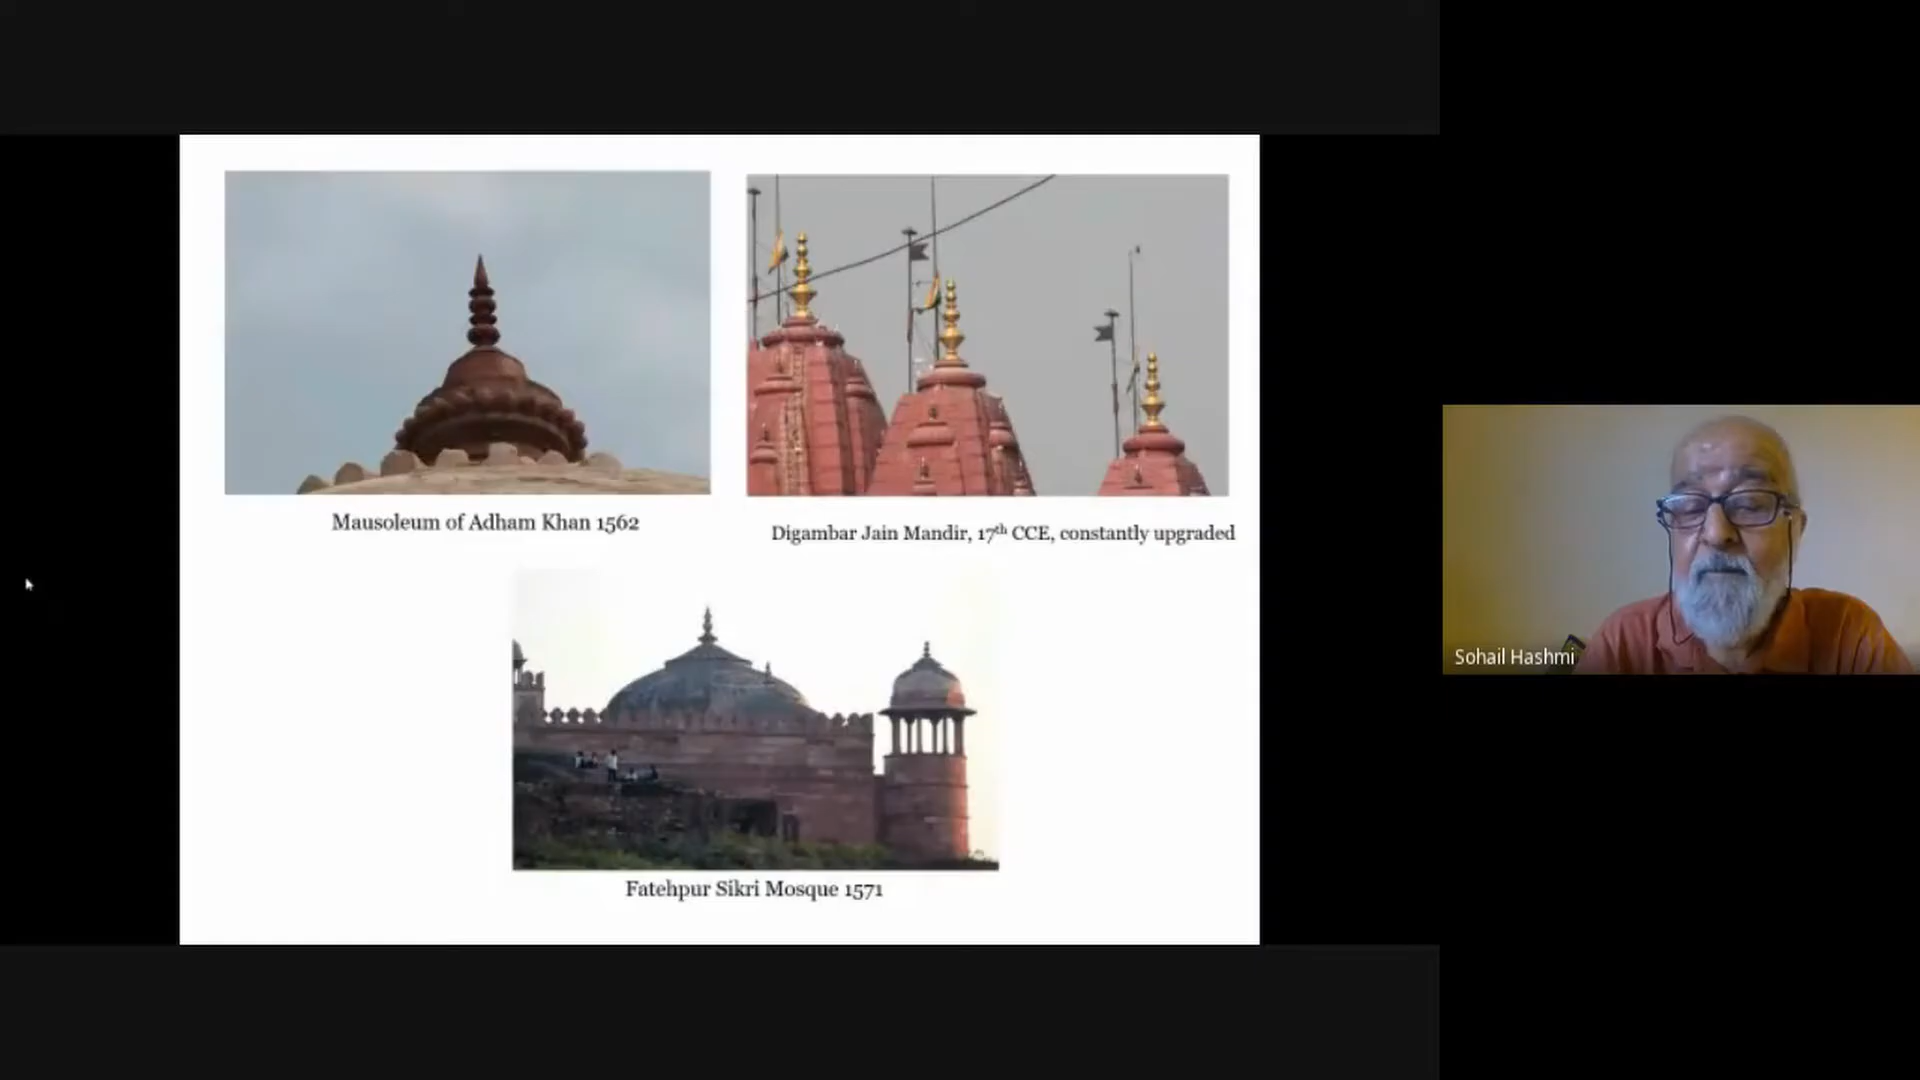 Mausoleum of Adham Khan 1562
Digambar Jain Mandir, 17th CCE, constantly upgraded
Fatehpur Sikri Mosque 1571
Sohail Hashmi